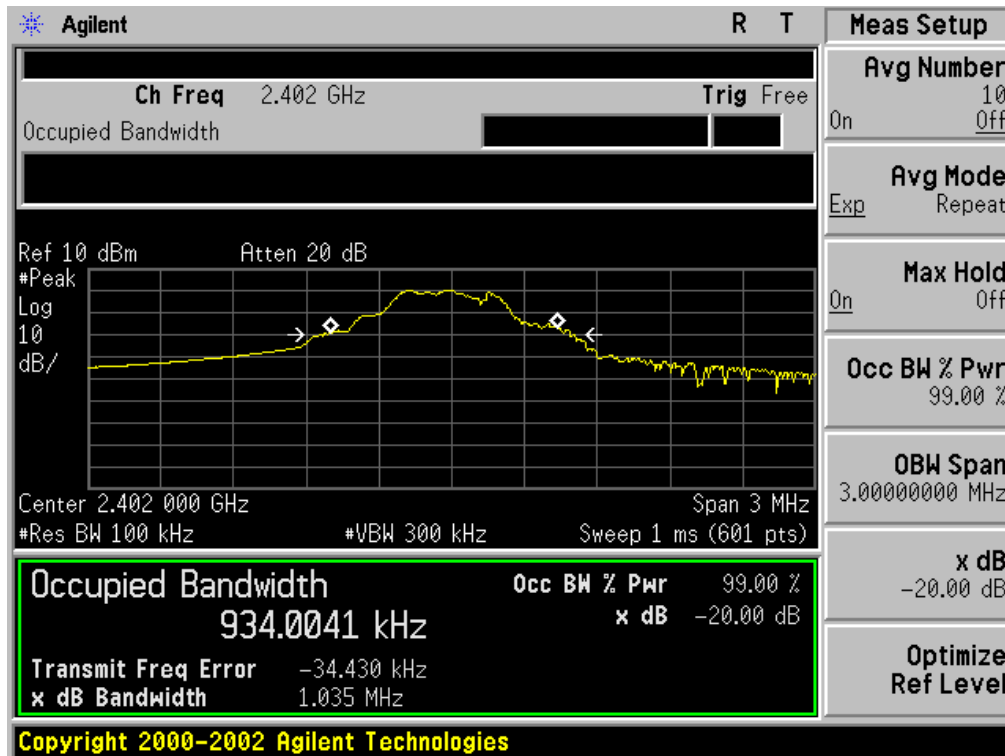 Agilent R T
Ch Freq 2.402 GHz Trig Free
Occupied Bandwidth
Ref 10 dBm Atten 20 dB
#Peak
Log
10
dB/
Center 2.402 000 GHz Span 3 MHz
#Res BW 100 kHz #VBW 300 kHz Sweep 1 ms (601 pts)
Occupied Bandwidth
934.0041 kHz
Occ BW % Pwr 99.00 %
x dB -20.00 dB
Transmit Freq Error -34.430 kHz
x dB Bandwidth 1.035 MHz
Meas Setup
Avg Number
10
On Off
Avg Mode
Exp Repeat
Max Hold
On Off
Occ BW % Pwr
99.00 %
OBW Span
3.00000000 MHz
x dB
-20.00 dB
Optimize
Ref Level
Copyright 2000-2002 Agilent Technologies